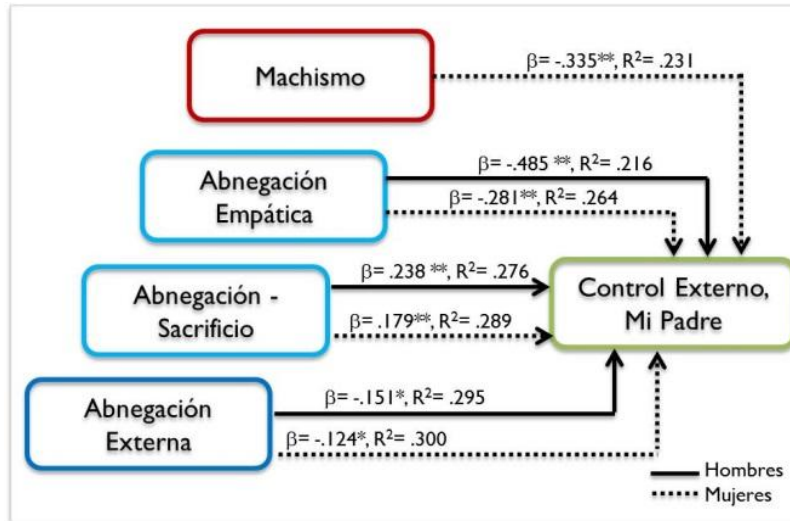 Machismo
β= -.335**, R²= .231
Abnegación
Empática
β= -.485 **, R²= .216
β= -.281**, R²= .264
Abnegación -
Sacrificio
β= .238 **, R²= .276
β= .179**, R²= .289
Control Externo,
Mi Padre
Abnegación
Externa
β= -.151*, R²= .295
β= -.124*, R²= .300
Hombres
Mujeres